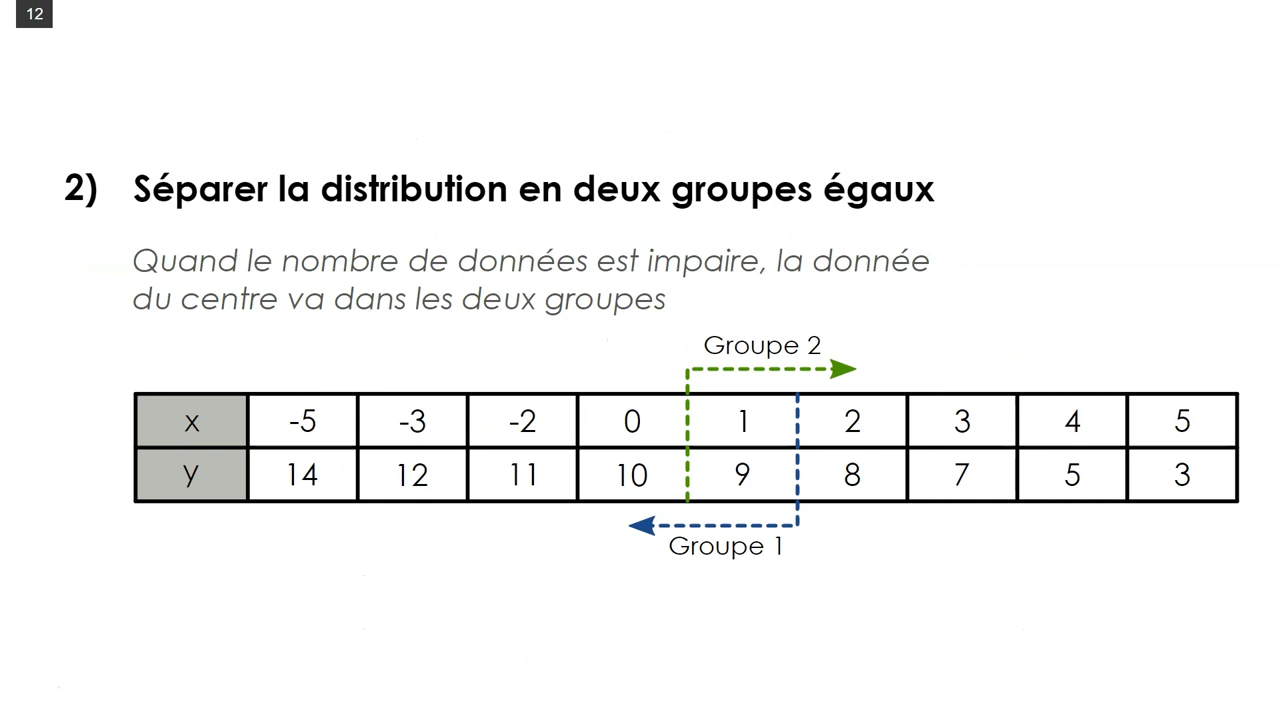 12
2) Séparer la distribution en deux groupes égaux
Quand le nombre de données est impaire, la donnée
du centre va dans les deux groupes
Groupe 2
x -5 -3 -2 0 1 2 3 4 5
y 14 12 11 10 9 8 7 5 3
Groupe 1